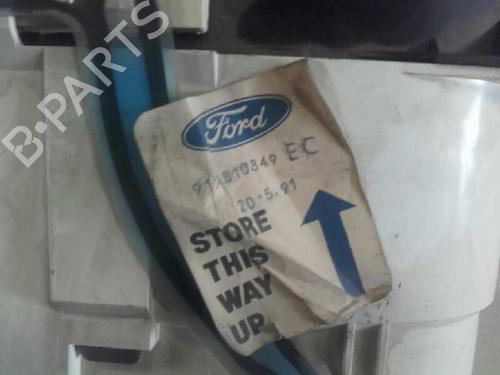 B-PARTS
Ford
91AB10849 EC
20-5.91
STORE
THIS
WAY
UP